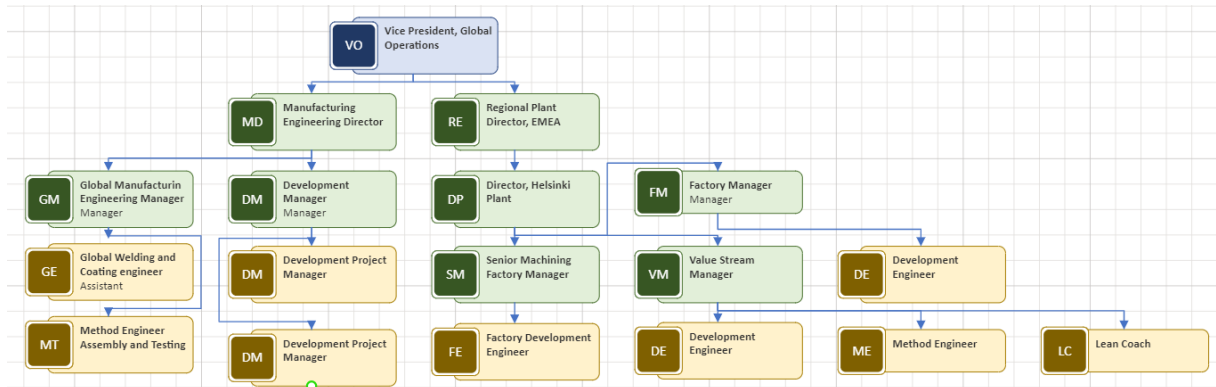 VO
Vice President, Global
Operations
MD
Manufacturing
Engineering Director
RE
Regional Plant
Director, EMEA
GM
Global Manufacturin
Engineering Manager
Manager
DM
Development
Manager
Manager
DP
Director, Helsinki
Plant
FM
Factory Manager
Manager
GE
Global Welding and
Coating engineer
Assistant
DM
Development Project
Manager
SM
Senior Machining
Factory Manager
VM
Value Stream
Manager
DE
Development
Engineer
MT
Method Engineer
Assembly and Testing
DM
Development Project
Manager
FE
Factory Development
Engineer
DE
Development
Engineer
ME
Method Engineer
LC
Lean Coach